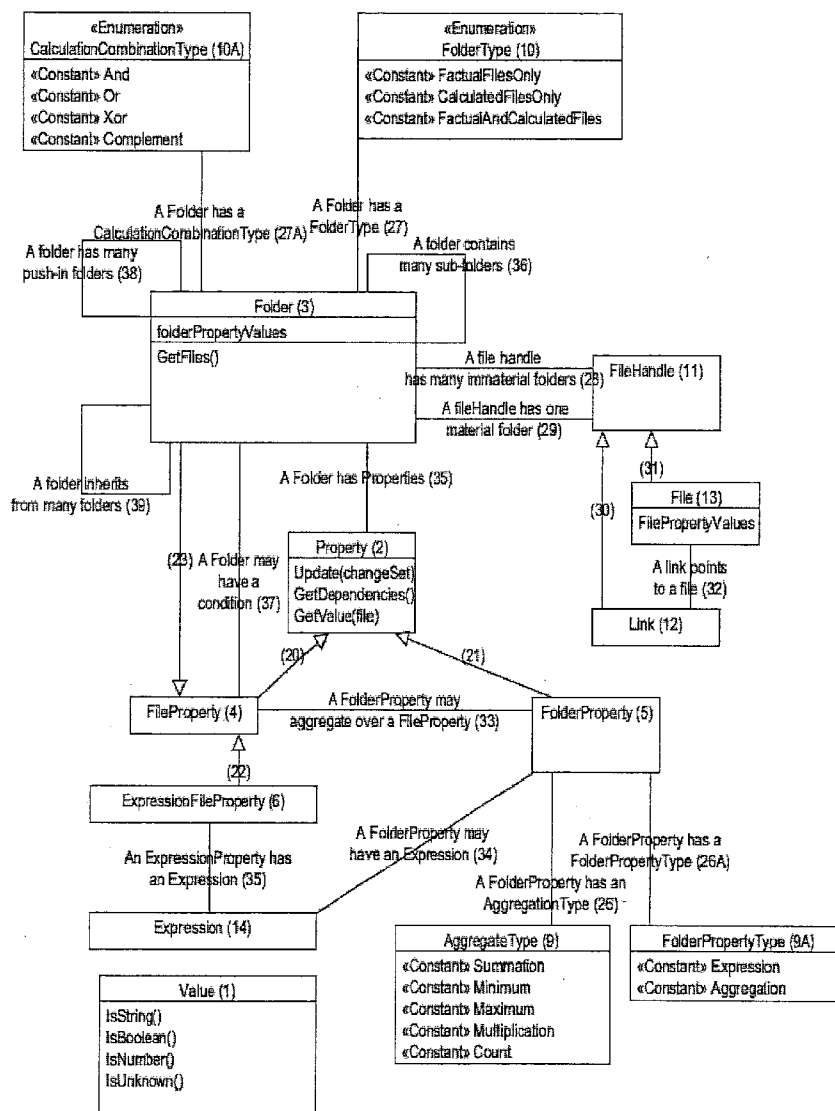 «Enumeration»
CalculationCombinationType (10A)
«Constant» And
«Constant» Or
«Constant» Xor
«Constant» Complement
«Enumeration»
FolderType (10)
«Constant» FactualFilesOnly
«Constant» CalculatedFilesOnly
«Constant» FactualAndCalculatedFiles
A Folder has a
CalculationCombinationType (27A)
A Folder has a
FolderType (27)
A folder has many
push-in folders (38)
A folder contains
many sub-folders (36)
Folder (3)
folderPropertyValues
GetFiles()
A file handle
has many immaterial folders (28)
A fileHandle has one
material folder (29)
FileHandle (11)
A folder inherits
from many folders (39)
(23)
A Folder may
have a
condition (37)
A Folder has Properties (35)
(30)
(31)
File (13)
FilePropertyValues
A link points
to a file (32)
Link (12)
Property (2)
Update(changeSet)
GetDependencies()
GetValue(file)
(20)
(21)
FileProperty (4)
A FolderProperty may
aggregate over a FileProperty (33)
FolderProperty (5)
(22)
ExpressionFileProperty (6)
An ExpressionProperty has
an Expression (35)
A FolderProperty may
have an Expression (34)
A FolderProperty has a
FolderPropertyType (26A)
A FolderProperty has an
AggregationType (26)
Expression (14)
AggregateType (9)
«Constant» Summation
«Constant» Minimum
«Constant» Maximum
«Constant» Multiplication
«Constant» Count
FolderPropertyType (9A)
«Constant» Expression
«Constant» Aggregation
Value (1)
IsString()
IsBoolean()
IsNumber()
IsUnknown()